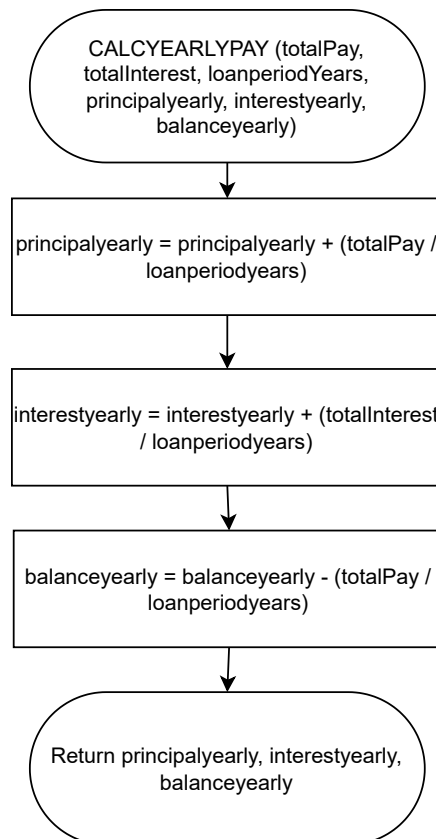 CALCYEARLYPAY (totalPay,
totalInterest, loanperiodYears,
principalyearly, interestyearly,
balanceyearly)
principalyearly = principalyearly + (totalPay /
loanperiodyears)
interestyearly = interestyearly + (totalInterest
/ loanperiodyears)
balanceyearly = balanceyearly - (totalPay /
loanperiodyears)
Return principalyearly, interestyearly,
balanceyearly